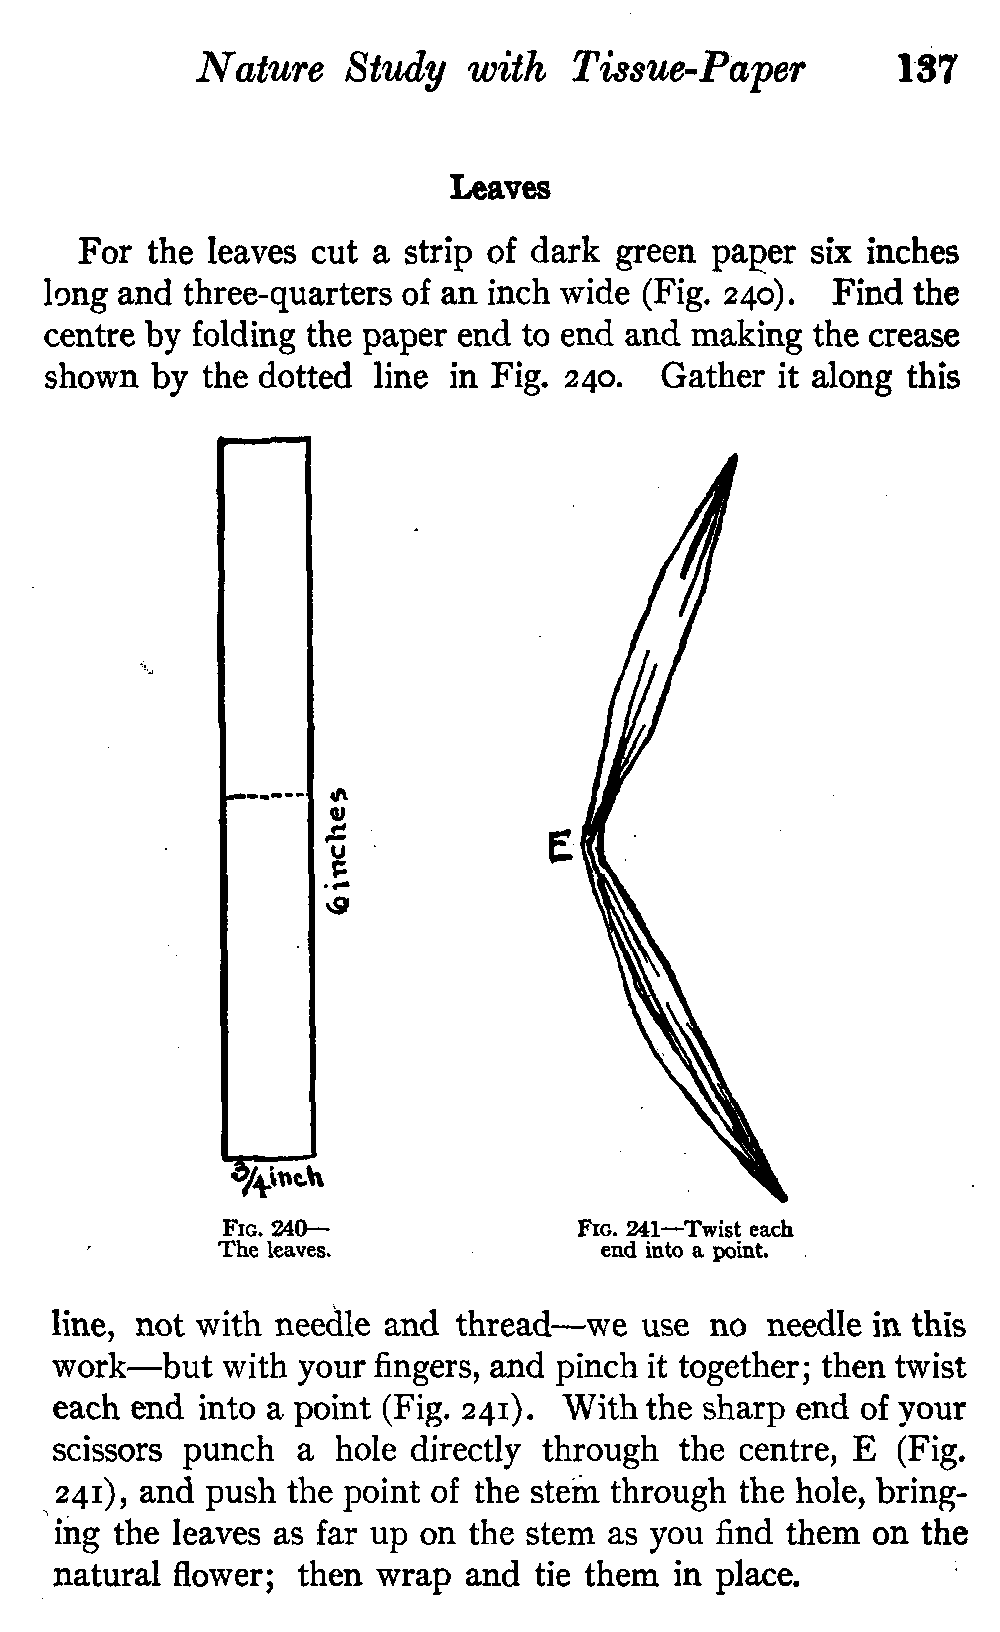 Nature Study with Tissue-Paper 137
Leaves
For the leaves cut a strip of dark green paper six inches
long and three-quarters of an inch wide (Fig. 240). Find the
centre by folding the paper end to end and making the crease
shown by the dotted line in Fig. 240. Gather it along this
6 inches
E
3/4 inch
FIG. 240—
The leaves.
FIG. 241—Twist each
end into a point.
line, not with needle and thread—we use no needle in this
work—but with your fingers, and pinch it together; then twist
each end into a point (Fig. 241). With the sharp end of your
scissors punch a hole directly through the centre, E (Fig.
241), and push the point of the stem through the hole, bring-
ing the leaves as far up on the stem as you find them on the
natural flower; then wrap and tie them in place.